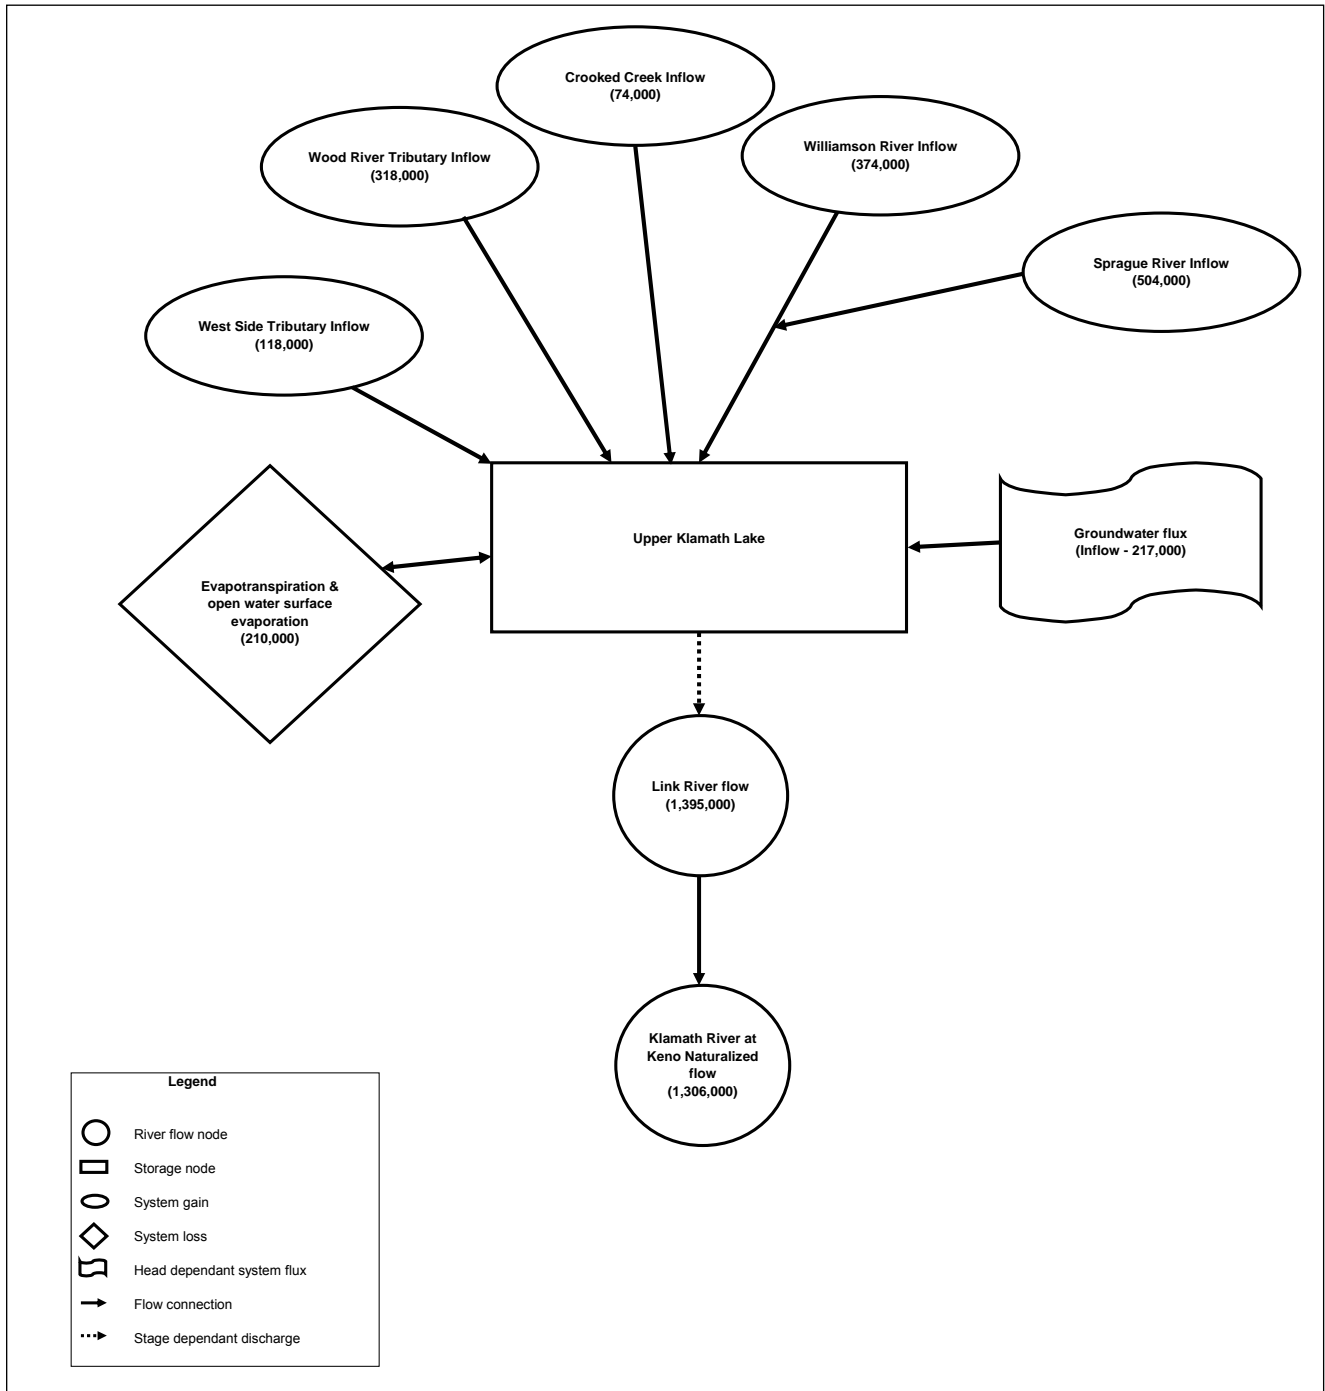 Crooked Creek Inflow
(74,000)
Wood River Tributary Inflow
(318,000)
Williamson River Inflow
(374,000)
Sprague River Inflow
(504,000)
West Side Tributary Inflow
(118,000)
Upper Klamath Lake
Groundwater flux
(Inflow - 217,000)
Evapotranspiration &
open water surface
evaporation
(210,000)
Link River flow
(1,395,000)
Klamath River at
Keno Naturalized
flow
(1,306,000)
Legend
River flow node
Storage node
System gain
System loss
Head dependant system flux
Flow connection
Stage dependant discharge